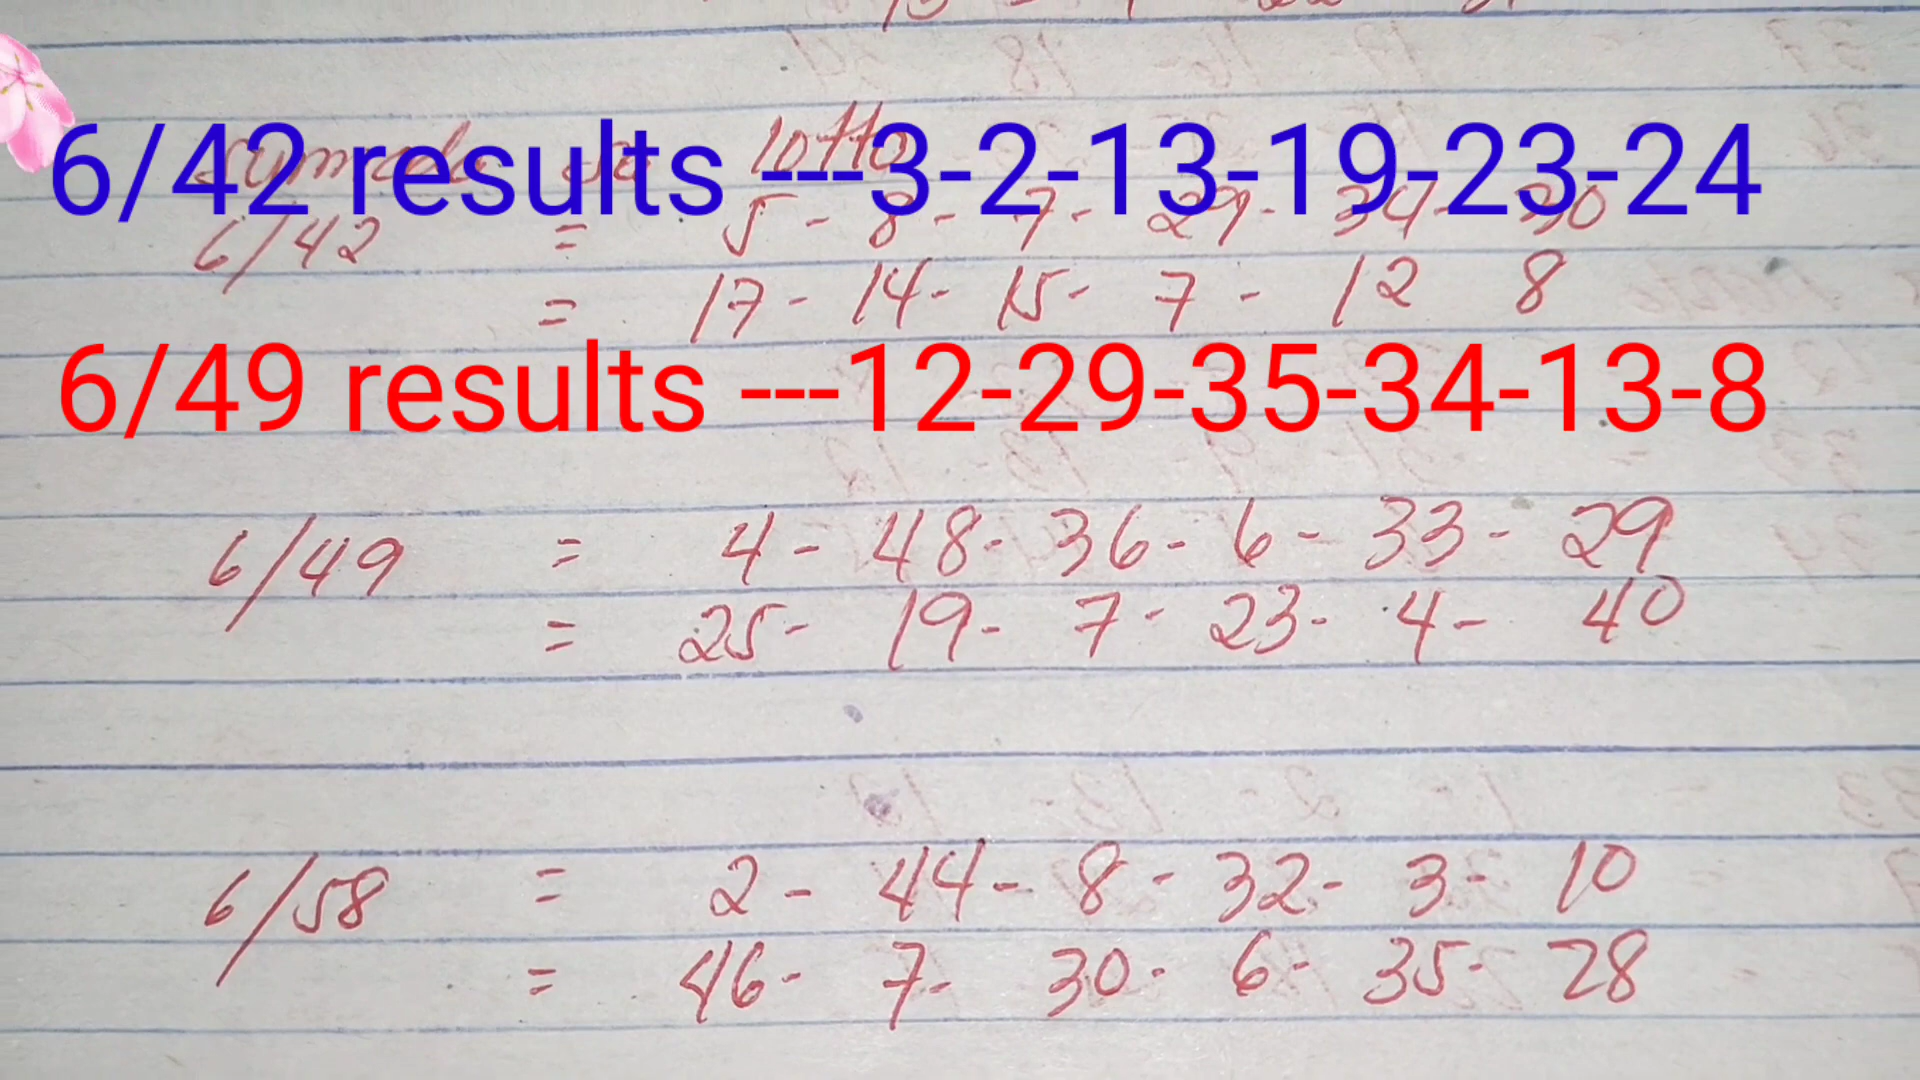 sumada sa lotto
6/42 results ---3-2-13-19-23-24
6/42 = 5 - 8 - 7 - 29 - 34 - 30
= 17 - 14 - 15 - 7 - 12 8
6/49 results ---12-29-35-34-13-8
6/49 = 4 - 48 - 36 - 6 - 33 - 29
= 25 - 19 - 7 - 23 - 4 - 40
6/58 = 2 - 44 - 8 - 32 - 3 - 10
= 46 - 7 - 30 - 6 - 35 - 28